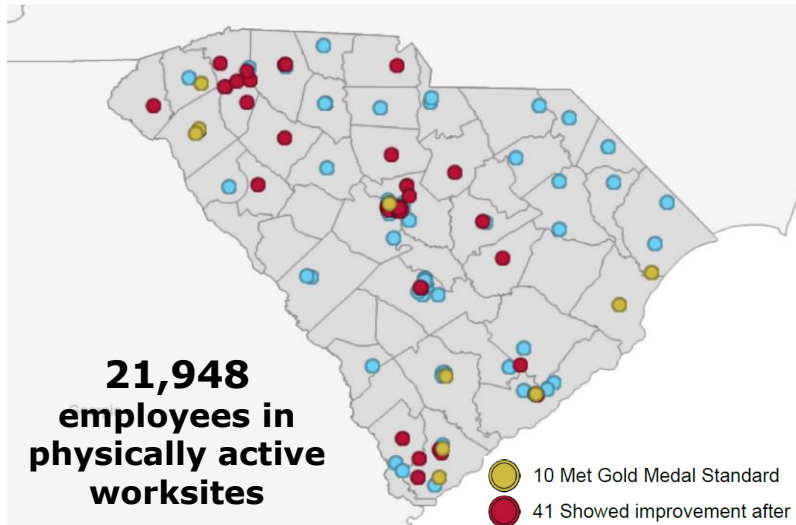 21,948
employees in
physically active
worksites
10 Met Gold Medal Standard
41 Showed improvement after